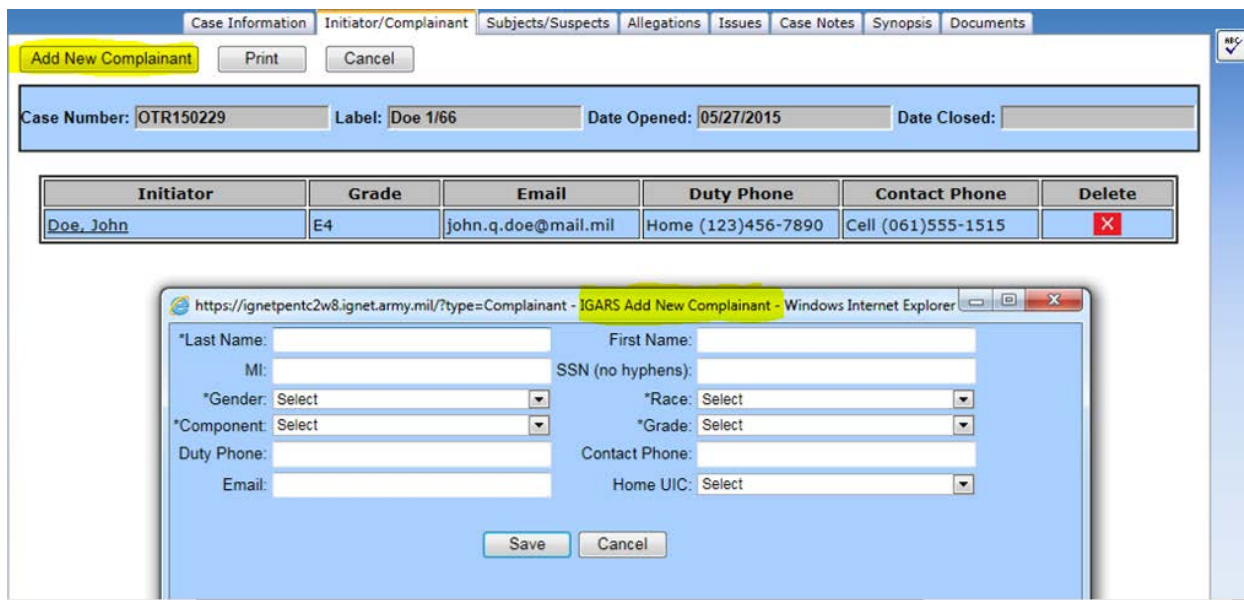 Case Information Initiator/Complainant Subjects/Suspects Allegations Issues Case Notes Synopsis Documents
Add New Complainant Print Cancel
ABC
Case Number: OTR150229 Label: Doe 1/66 Date Opened: 05/27/2015 Date Closed:
Initiator Grade Email Duty Phone Contact Phone Delete
Doe, John E4 john.q.doe@mail.mil Home (123)456-7890 Cell (061)555-1515 X
https://ignetpentc2w8.ignet.army.mil/?type=Complainant - IGARS Add New Complainant - Windows Internet Explorer
*Last Name: First Name:
MI: SSN (no hyphens):
*Gender: Select *Race: Select
*Component: Select *Grade: Select
Duty Phone: Contact Phone:
Email: Home UIC: Select
Save Cancel